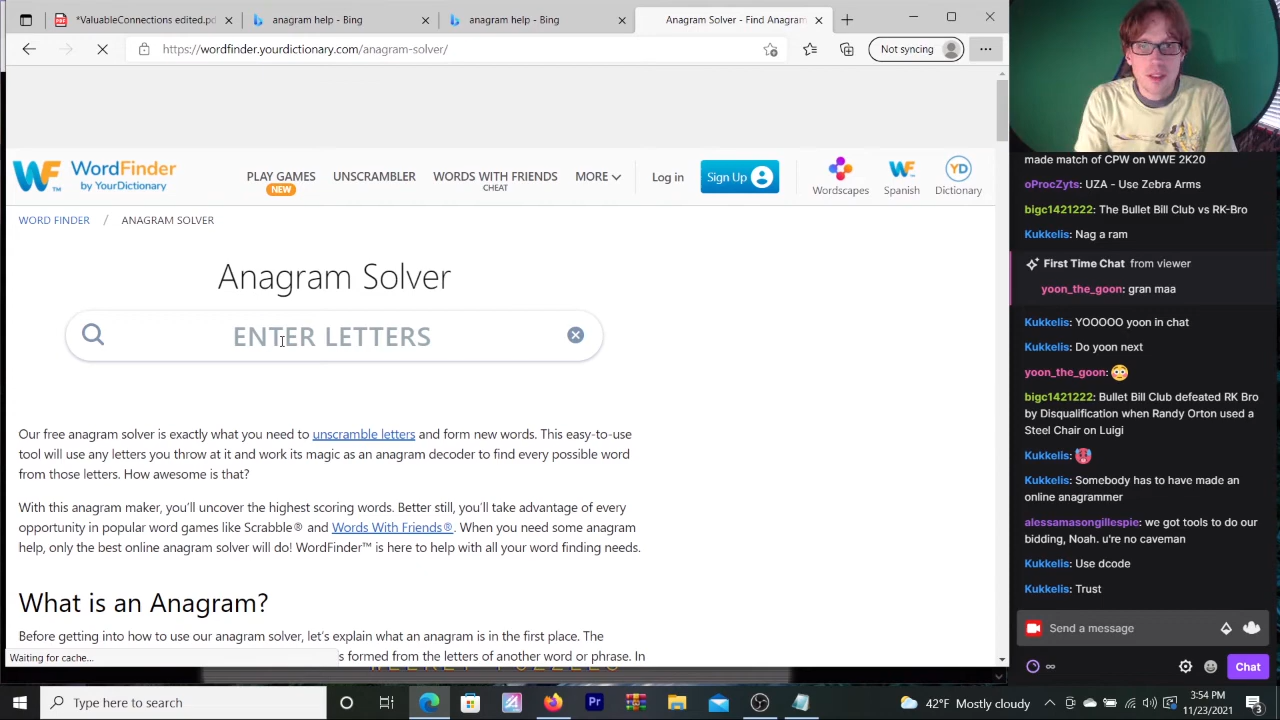 *ValuableConnections edited.pd
anagram help - Bing
anagram help - Bing
Anagram Solver - Find Anagram
https://wordfinder.yourdictionary.com/anagram-solver/
Not syncing
WF
WordFinder
by YourDictionary
PLAY GAMES
NEW
UNSCRAMBLER
WORDS WITH FRIENDS
CHEAT
MORE
Log in
Sign Up
Wordscapes
WF
Spanish
YD
Dictionary
WORD FINDER / ANAGRAM SOLVER
Anagram Solver
ENTER LETTERS
Our free anagram solver is exactly what you need to unscramble letters and form new words. This easy-to-use
tool will use any letters you throw at it and work its magic as an anagram decoder to find every possible word
from those letters. How awesome is that?
With this anagram maker, you'll uncover the highest scoring words. Better still, you'll take advantage of every
opportunity in popular word games like Scrabble® and Words With Friends®. When you need some anagram
help, only the best online anagram solver will do! WordFinder™ is here to help with all your word finding needs.
What is an Anagram?
Before getting into how to use our anagram solver, let's explain what an anagram is in the first place. The
s formed from the letters of another word or phrase. In
Waiting for cache...
made match of CPW on WWE 2K20
oProcZyts: UZA - Use Zebra Arms
bigc1421222: The Bullet Bill Club vs RK-Bro
Kukkelis: Nag a ram
First Time Chat from viewer
yoon_the_goon: gran maa
Kukkelis: YOOOOO yoon in chat
Kukkelis: Do yoon next
yoon_the_goon:
bigc1421222: Bullet Bill Club defeated RK Bro
by Disqualification when Randy Orton used a
Steel Chair on Luigi
Kukkelis:
Kukkelis: Somebody has to have made an
online anagrammer
alessamasongillespie: we got tools to do our
bidding, Noah. u're no caveman
Kukkelis: Use dcode
Kukkelis: Trust
Send a message
∞
Chat
Type here to search
Pr
42°F Mostly cloudy
3:54 PM
11/23/2021
3